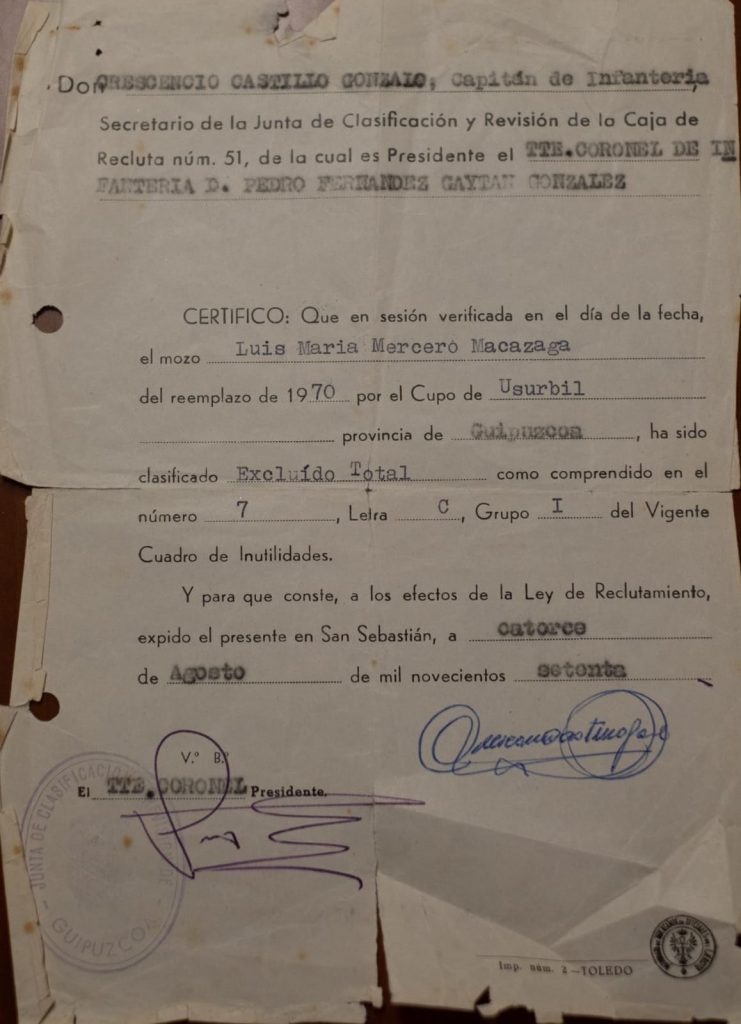 Don CRESCENCIO CASTILLO GONZALO, Capitán de Infantería,
Secretario de la Junta de Clasificación y Revisión de la Caja de
Recluta núm. 51, de la cual es Presidente el TTE.CORONEL DE IN
FANTERIA D. PEDRO FERNANDEZ GAYTAN GONZALEZ
CERTIFICO: Que en sesión verificada en el día de la fecha,
el mozo Luis Maria Mercero Macazaga
del reemplazo de 1970 por el Cupo de Usurbil
provincia de Guipuzcoa, ha sido
clasificado Excluído Total como comprendido en el
número 7, Letra C, Grupo I del Vigente
Cuadro de Inutilidades.
Y para que conste, a los efectos de la Ley de Reclutamiento,
expido el presente en San Sebastián, a catorce
de Agosto de mil novecientos setenta
V.º B.º
El TTE.CORONEL Presidente,
JUNTA DE CLASIFICACIÓN
GUIPUZCOA
Imp. núm. 2 —TOLEDO